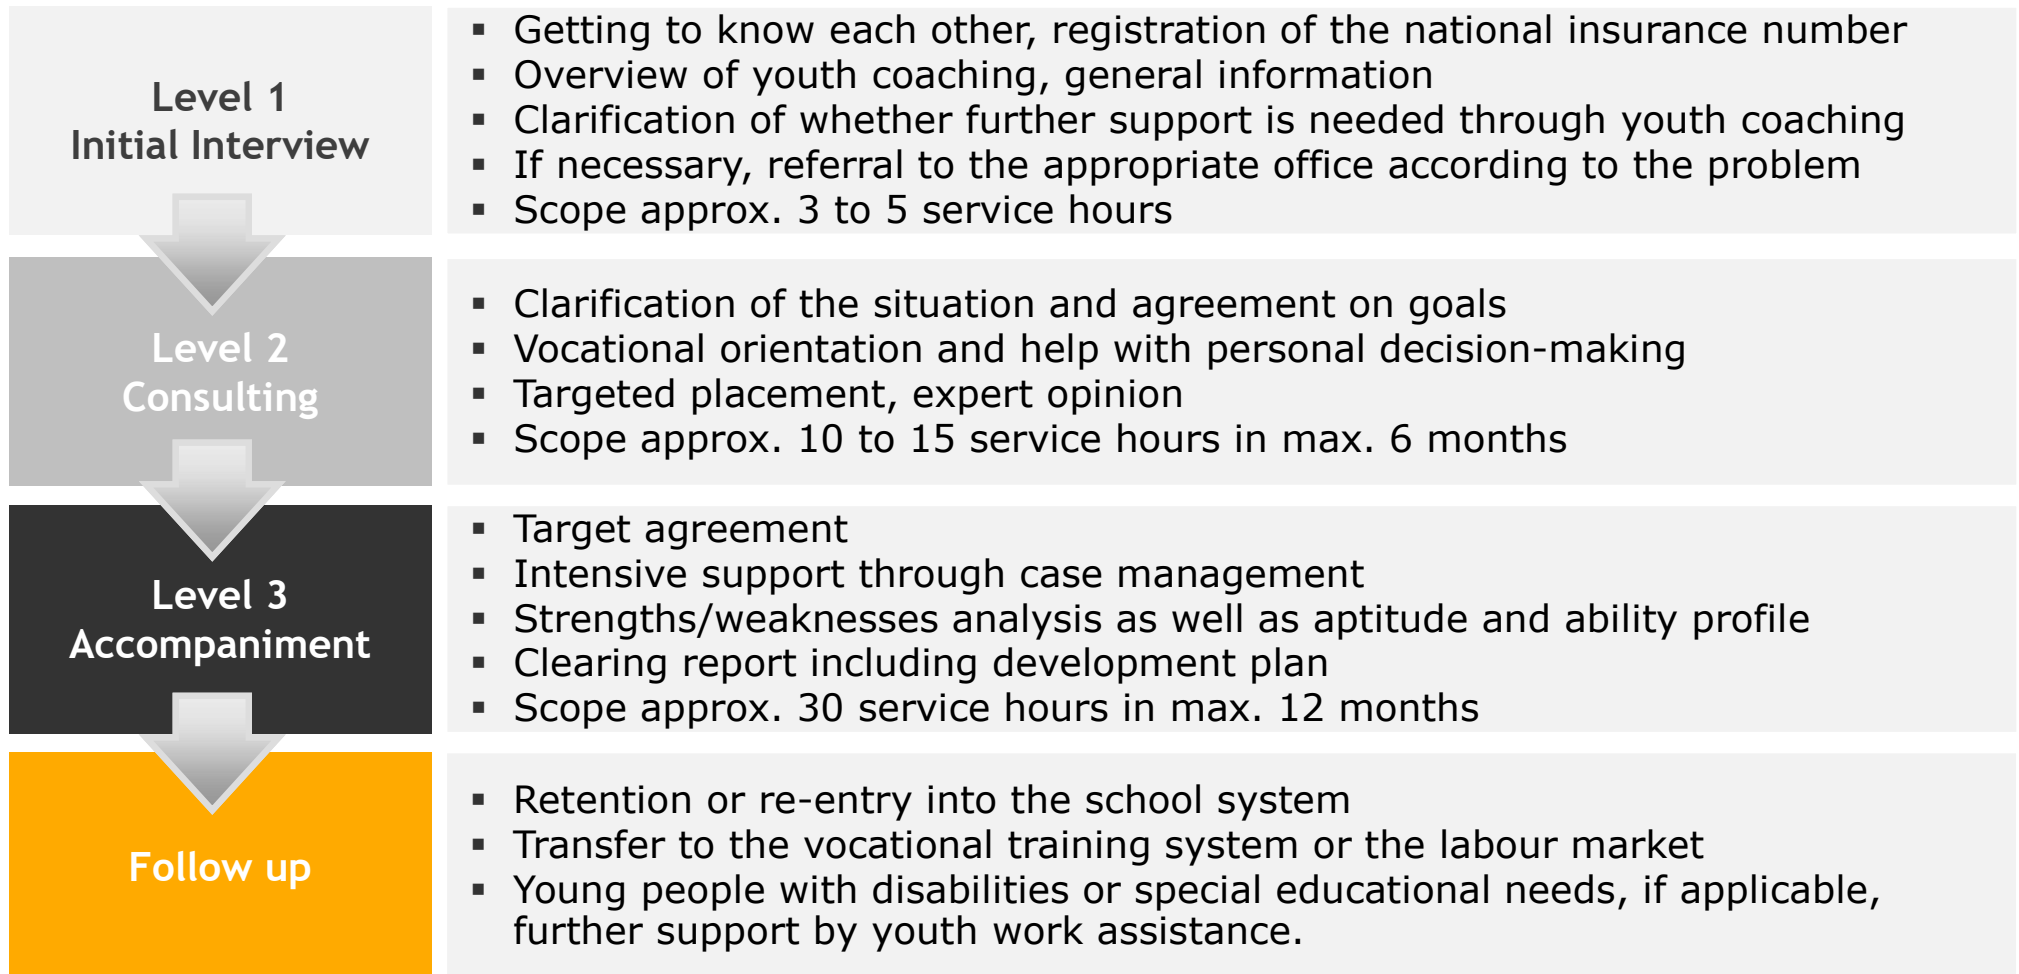 Level 1
Initial Interview
▪ Getting to know each other, registration of the national insurance number
▪ Overview of youth coaching, general information
▪ Clarification of whether further support is needed through youth coaching
▪ If necessary, referral to the appropriate office according to the problem
▪ Scope approx. 3 to 5 service hours
Level 2
Consulting
▪ Clarification of the situation and agreement on goals
▪ Vocational orientation and help with personal decision-making
▪ Targeted placement, expert opinion
▪ Scope approx. 10 to 15 service hours in max. 6 months
Level 3
Accompaniment
▪ Target agreement
▪ Intensive support through case management
▪ Strengths/weaknesses analysis as well as aptitude and ability profile
▪ Clearing report including development plan
▪ Scope approx. 30 service hours in max. 12 months
Follow up
▪ Retention or re-entry into the school system
▪ Transfer to the vocational training system or the labour market
▪ Young people with disabilities or special educational needs, if applicable,
further support by youth work assistance.